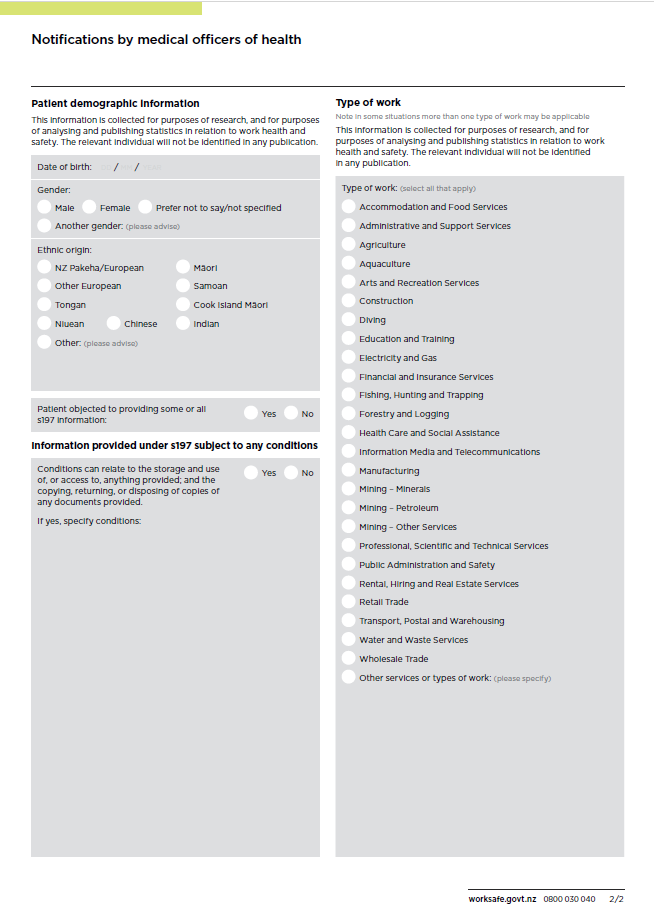 Notifications by medical officers of health
Patient demographic information
This information is collected for purposes of research, and for purposes
of analysing and publishing statistics in relation to work health and
safety. The relevant individual will not be identified in any publication.
Date of birth: / /
Gender:
Male Female Prefer not to say/not specified
Another gender: (please advise)
Ethnic origin:
NZ Pakeha/European Māori
Other European Samoan
Tongan Cook Island Māori
Niuean Chinese Indian
Other: (please advise)
Patient objected to providing some or all
s197 information:
Yes No
Information provided under s197 subject to any conditions
Conditions can relate to the storage and use
of, or access to, anything provided; and the
copying, returning, or disposing of copies of
any documents provided.
Yes No
If yes, specify conditions:
Type of work
Note in some situations more than one type of work may be applicable
This information is collected for purposes of research, and for
purposes of analysing and publishing statistics in relation to work
health and safety. The relevant individual will not be identified
in any publication.
Type of work: (select all that apply)
Accommodation and Food Services
Administrative and Support Services
Agriculture
Aquaculture
Arts and Recreation Services
Construction
Diving
Education and Training
Electricity and Gas
Financial and Insurance Services
Fishing, Hunting and Trapping
Forestry and Logging
Health Care and Social Assistance
Information Media and Telecommunications
Manufacturing
Mining – Minerals
Mining – Petroleum
Mining – Other Services
Professional, Scientific and Technical Services
Public Administration and Safety
Rental, Hiring and Real Estate Services
Retail Trade
Transport, Postal and Warehousing
Water and Waste Services
Wholesale Trade
Other services or types of work: (please specify)
worksafe.govt.nz 0800 030 040 2/2